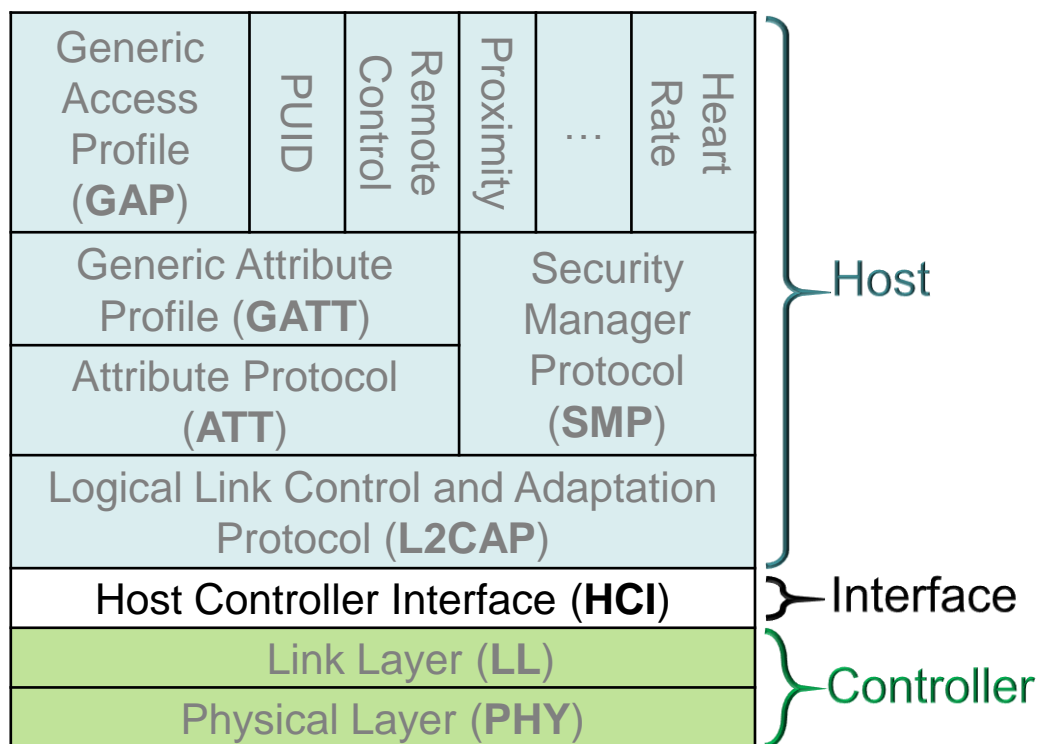 Generic
Access
Profile
(GAP)
PUID
Remote
Control
Proximity
...
Heart
Rate
Generic Attribute
Profile (GATT)
Security
Manager
Protocol
(SMP)
Attribute Protocol
(ATT)
Logical Link Control and Adaptation
Protocol (L2CAP)
Host Controller Interface (HCI)
Link Layer (LL)
Physical Layer (PHY)
Host
Interface
Controller